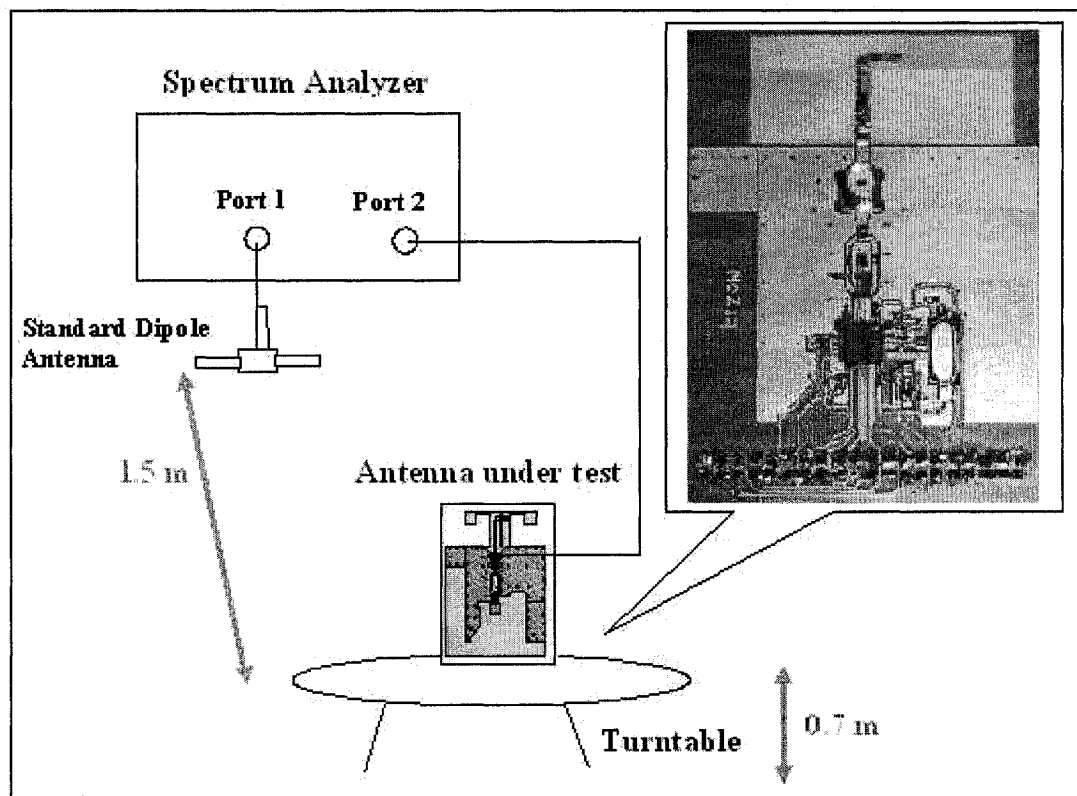 Spectrum Analyzer
Port 1
Port 2
Standard Dipole
Antenna
1.5 m
Antenna under test
Turntable
0.7 m